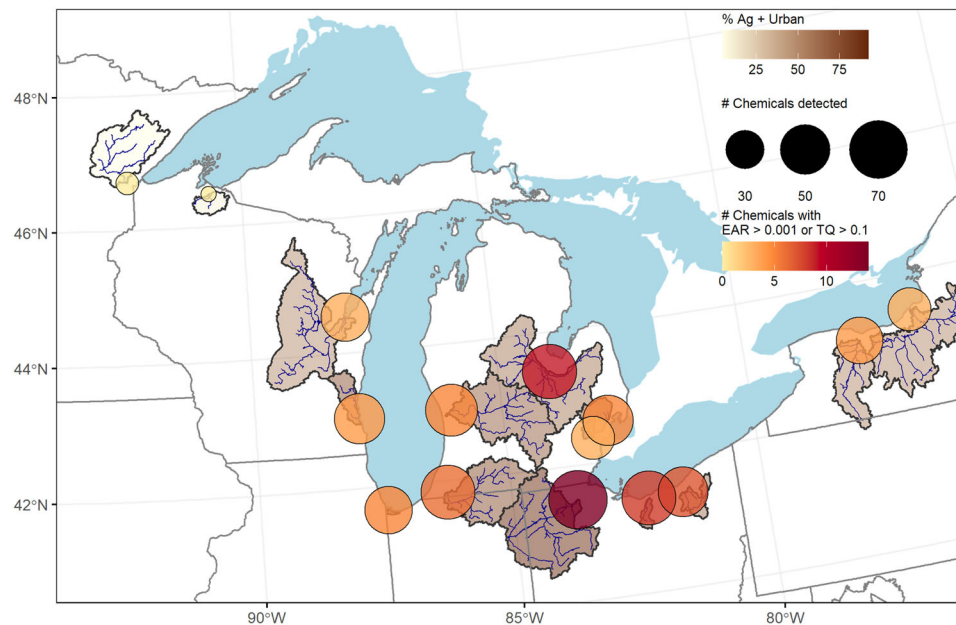 % Ag + Urban
25 50 75
# Chemicals detected
30 50 70
# Chemicals with
EAR > 0.001 or TQ > 0.1
0 5 10
48°N
46°N
44°N
42°N
90°W 85°W 80°W